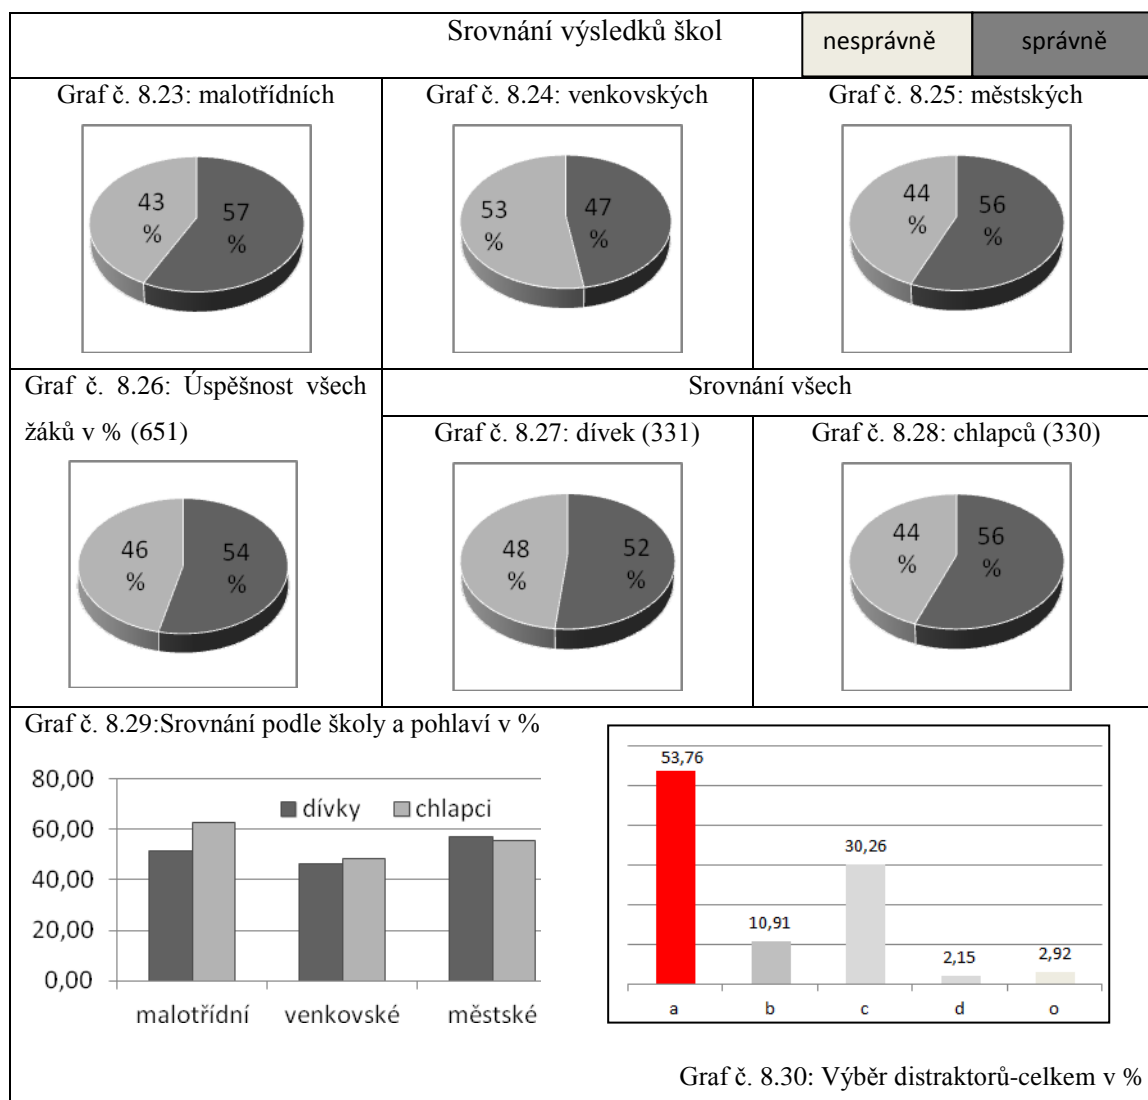 Srovnání výsledků škol
nesprávně
správně
Graf č. 8.23: malotřídních
Graf č. 8.24: venkovských
Graf č. 8.25: městských
43
%
57
%
53
%
47
%
44
%
56
%
Graf č. 8.26: Úspěšnost všech
žáků v % (651)
Srovnání všech
Graf č. 8.27: dívek (331)
Graf č. 8.28: chlapců (330)
46
%
54
%
48
%
52
%
44
%
56
%
Graf č. 8.29:Srovnání podle školy a pohlaví v %
80,00
60,00
40,00
20,00
0,00
dívky
chlapci
malotřídní
venkovské
městské
53,76
10,91
30,26
2,15
2,92
a
b
c
d
o
Graf č. 8.30: Výběr distraktorů-celkem v %